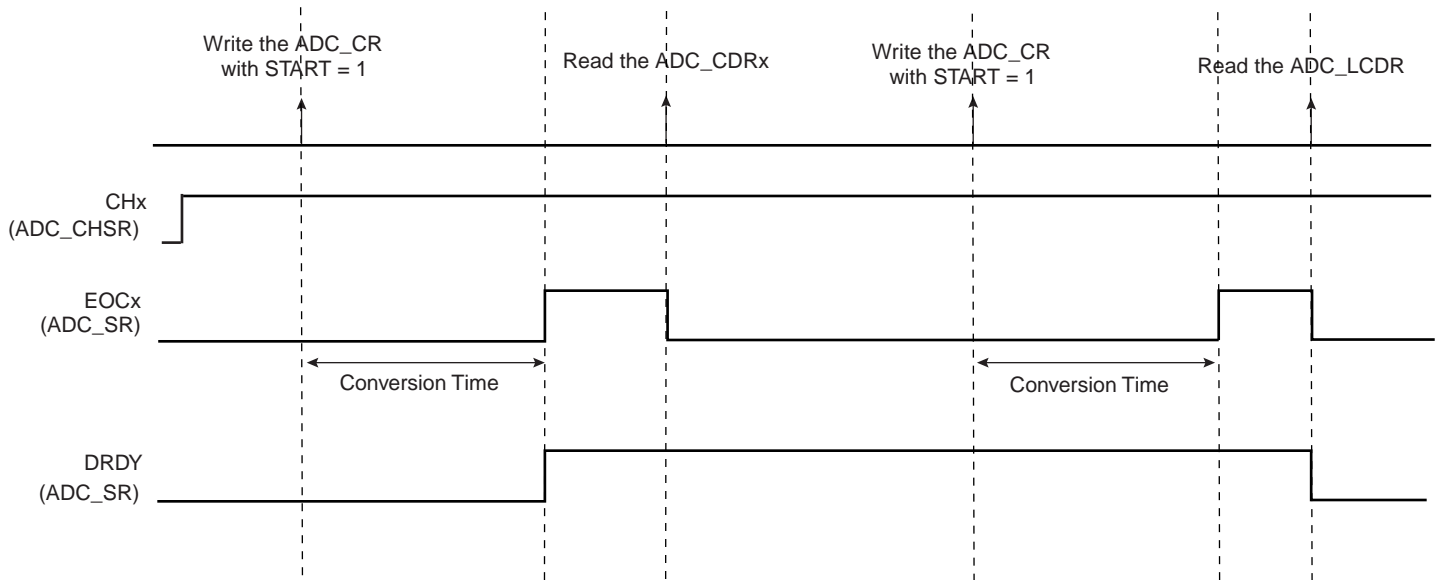 Write the ADC_CR
with START = 1
Read the ADC_CDRx
Write the ADC_CR
with START = 1
Read the ADC_LCDR
CHx
(ADC_CHSR)
EOCx
(ADC_SR)
Conversion Time
Conversion Time
DRDY
(ADC_SR)